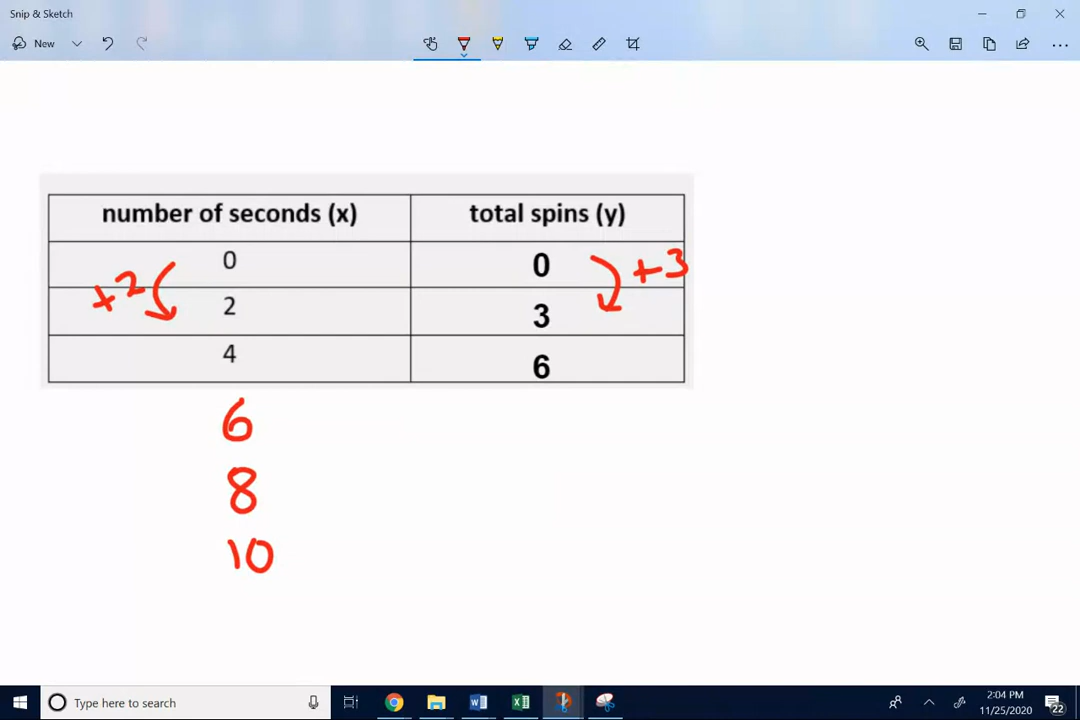 Snip & Sketch
New
number of seconds (x) total spins (y)
0 0
+2 +3
2 3
4 6
6
8
10
Type here to search
2:04 PM
11/25/2020
22